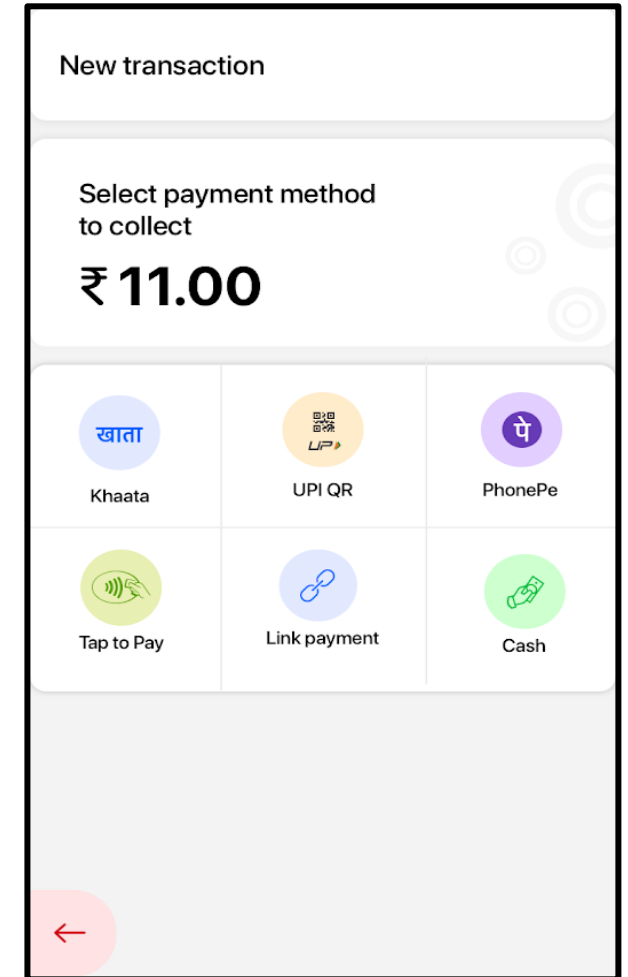 New transaction
Select payment method
to collect
₹ 11.00
खाता
Khaata
UPI
UPI QR
पे
PhonePe
Tap to Pay
Link payment
Cash